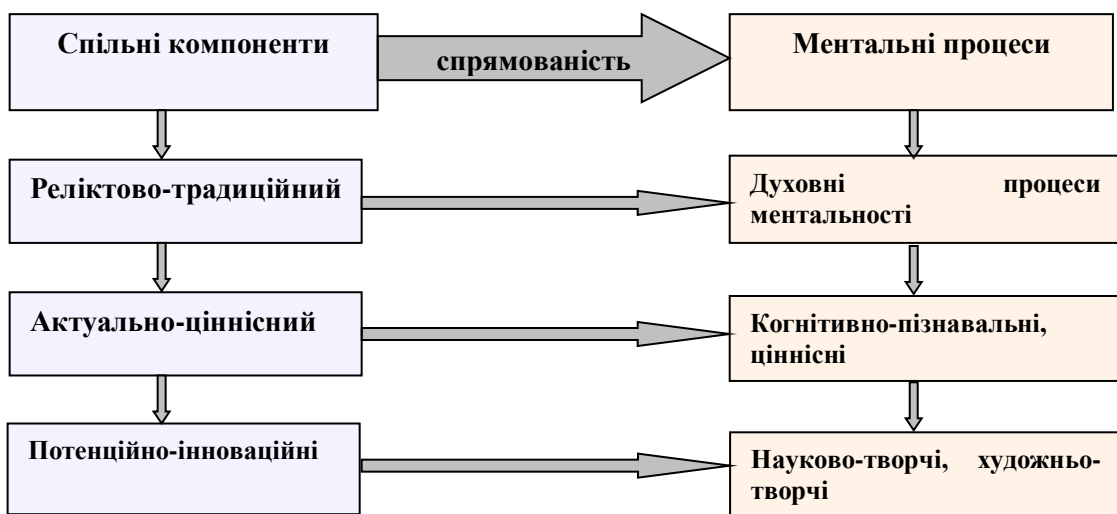 Спільні компоненти
спрямованість
Ментальні процеси
Реліктово-традиційний
Духовні процеси
ментальності
Актуально-ціннісний
Когнітивно-пізнавальні,
ціннісні
Потенційно-інноваційні
Науково-творчі, художньо-
творчі